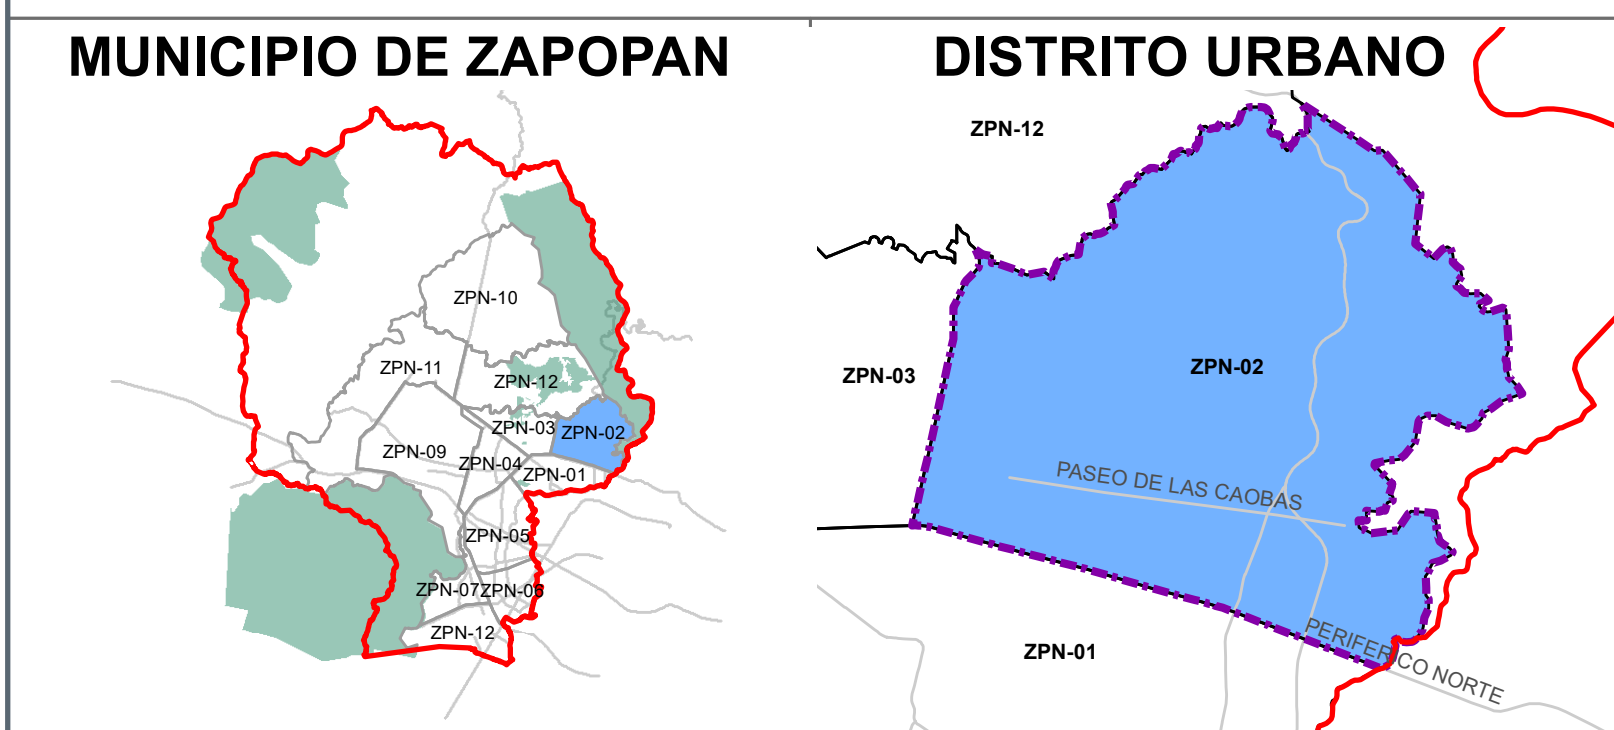 MUNICIPIO DE ZAPOPAN
ZPN-10
ZPN-11
ZPN-12
ZPN-03
ZPN-02
ZPN-09
ZPN-04
ZPN-01
ZPN-05
ZPN-07
ZPN-06
ZPN-12
DISTRITO URBANO
ZPN-12
ZPN-03
ZPN-02
PASEO DE LAS CAOBAS
ZPN-01
PERIFERICO NORTE